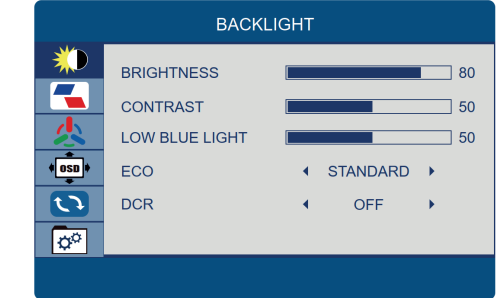 BACKLIGHT
BRIGHTNESS 80
CONTRAST 50
LOW BLUE LIGHT 50
OSD
ECO STANDARD
DCR OFF